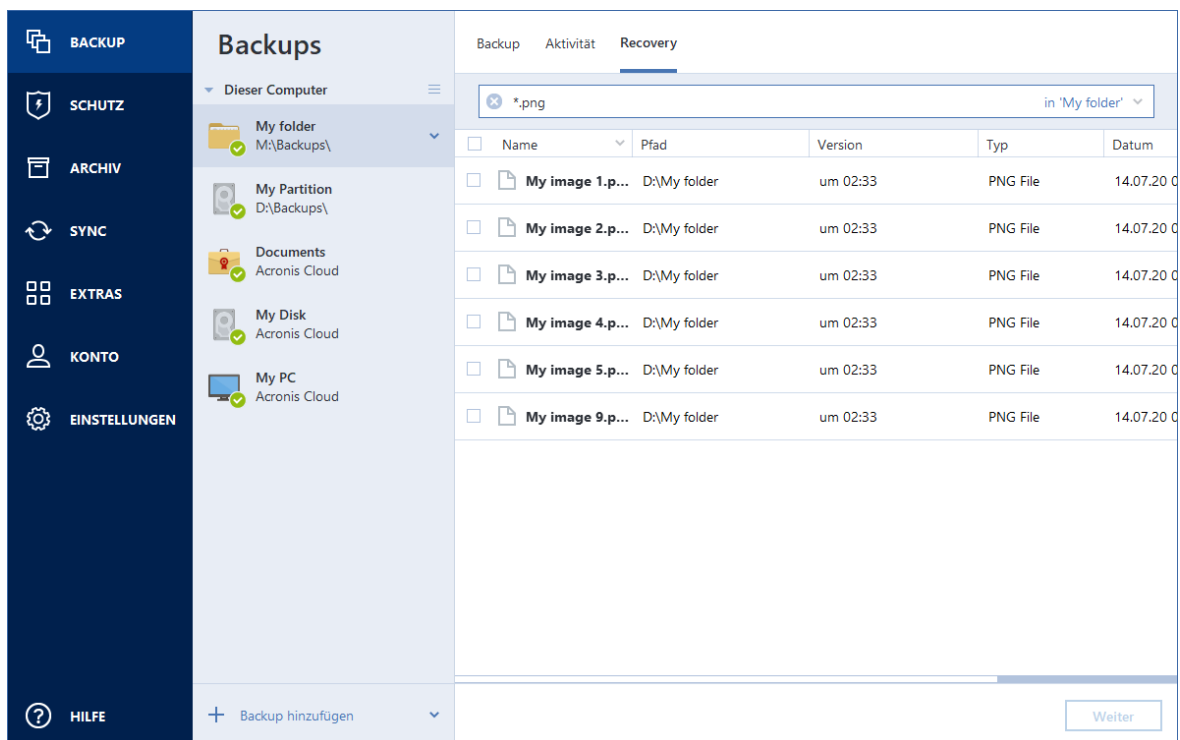 BACKUP
SCHUTZ
ARCHIV
SYNC
EXTRAS
KONTO
EINSTELLUNGEN
HILFE
Backups
Dieser Computer
My folder
M:\Backups\
My Partition
D:\Backups\
Documents
Acronis Cloud
My Disk
Acronis Cloud
My PC
Acronis Cloud
Backup hinzufügen
Backup Aktivität Recovery
*.png in 'My folder'
Name Pfad Version Typ Datum
My image 1.p... D:\My folder um 02:33 PNG File 14.07.20 0
My image 2.p... D:\My folder um 02:33 PNG File 14.07.20 0
My image 3.p... D:\My folder um 02:33 PNG File 14.07.20 0
My image 4.p... D:\My folder um 02:33 PNG File 14.07.20 0
My image 5.p... D:\My folder um 02:33 PNG File 14.07.20 0
My image 9.p... D:\My folder um 02:33 PNG File 14.07.20 0
Weiter